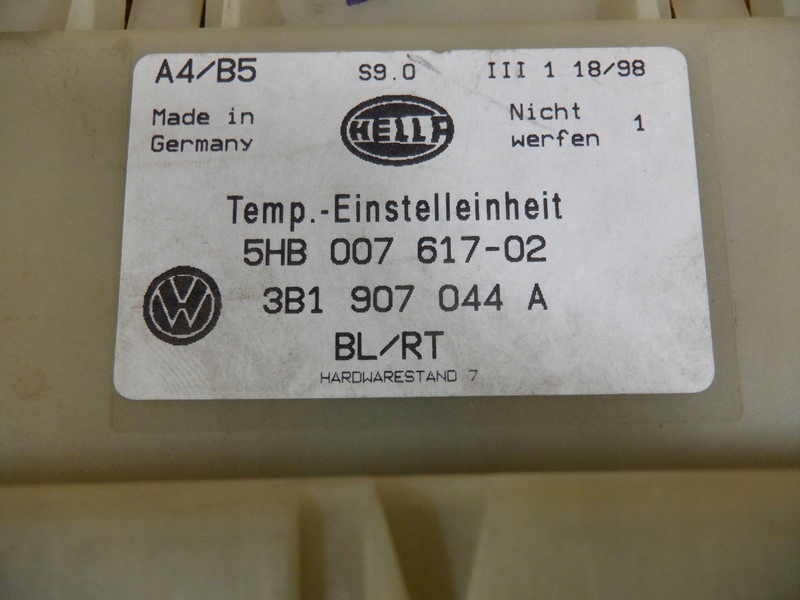 A4/B5 S9.0 III 1 18/98
Made in Germany
HELLA
Nicht werfen 1
Temp.-Einstelleinheit
5HB 007 617-02
VW
3B1 907 044 A
BL/RT
HARDWARESTAND 7